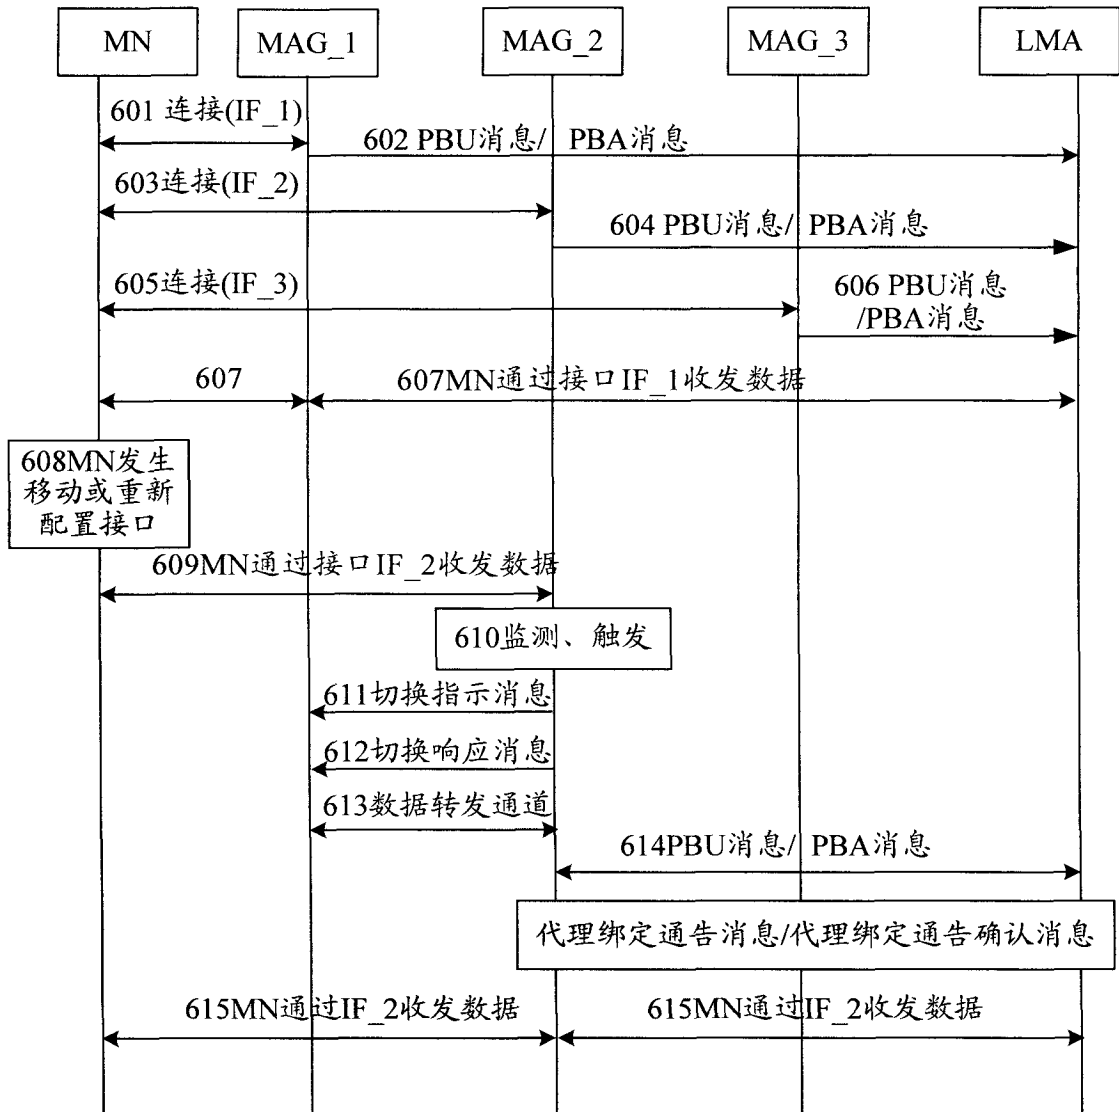 MN
MAG_1
MAG_2
MAG_3
LMA
601 连接(IF_1)
602 PBU消息/ PBA消息
603连接(IF_2)
604 PBU消息/ PBA消息
605连接(IF_3)
606 PBU消息
/PBA消息
607
607MN通过接口IF_1收发数据
608MN发生
移动或重新
配置接口
609MN通过接口IF_2收发数据
610监测、触发
611切换指示消息
612切换响应消息
613数据转发通道
614PBU消息/ PBA消息
代理绑定通告消息/代理绑定通告确认消息
615MN通过IF_2收发数据
615MN通过IF_2收发数据